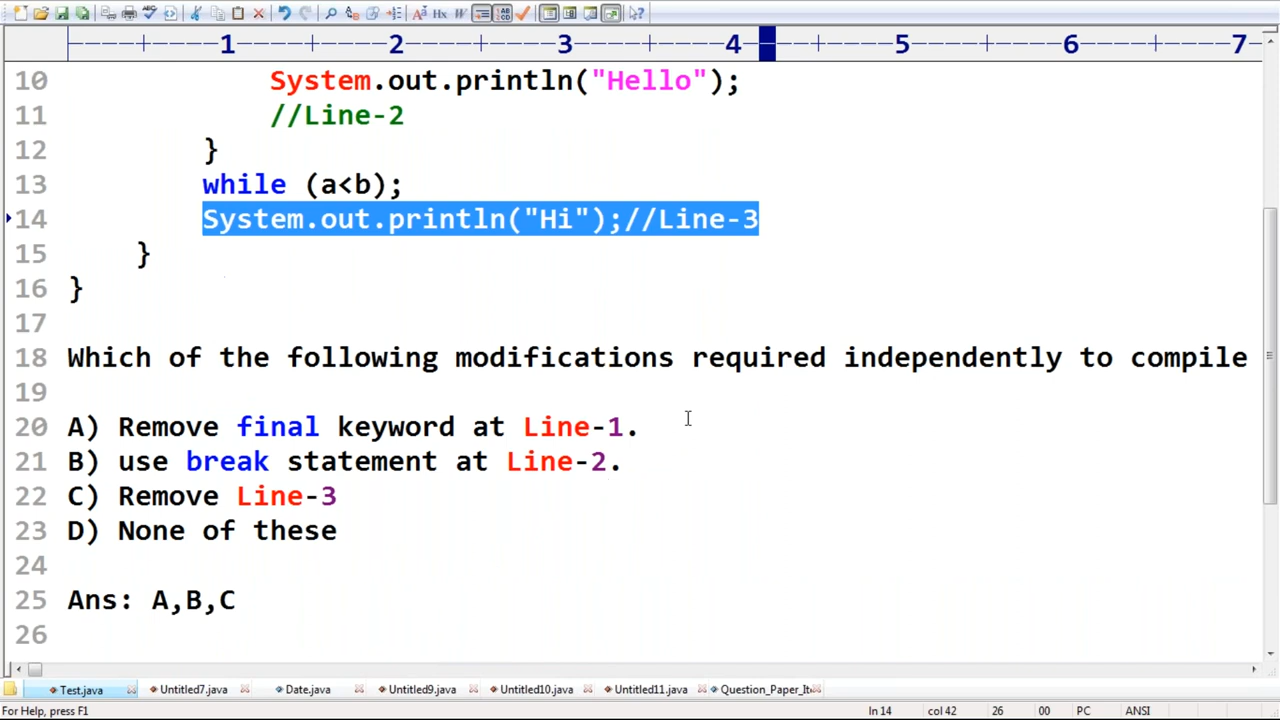 1 2 3 4 5 6 7
10 System.out.println("Hello");
11 //Line-2
12 }
13 while (a<b);
14 System.out.println("Hi");//Line-3
15 }
16 }
17
18 Which of the following modifications required independently to compile
19
20 A) Remove final keyword at Line-1.
21 B) use break statement at Line-2.
22 C) Remove Line-3
23 D) None of these
24
25 Ans: A,B,C
26
Test.java Untitled7.java Date.java Untitled9.java Untitled10.java Untitled11.java Question_Paper_It
For Help, press F1 ln 14 col 42 26 00 PC ANSI